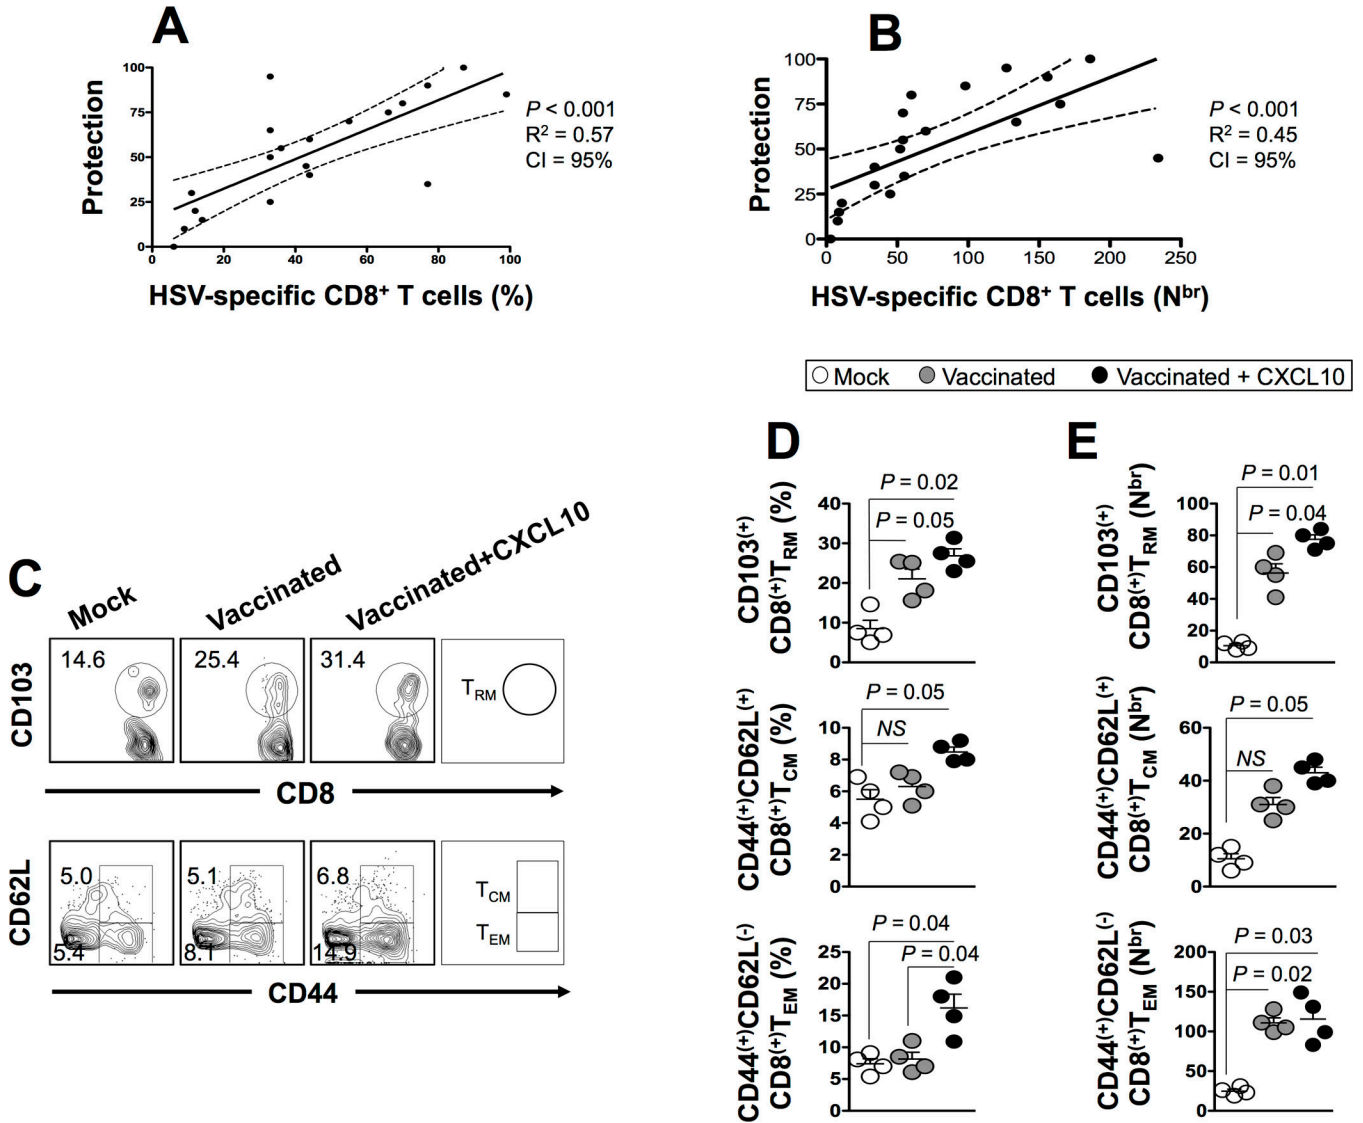 A
100
75
50
25
0
0 20 40 60 80 100
Protection
HSV-specific CD8⁺ T cells (%)
P < 0.001
R² = 0.57
CI = 95%
B
100
75
50
25
0
0 50 100 150 200 250
Protection
HSV-specific CD8⁺ T cells (Nᵇʳ)
P < 0.001
R² = 0.45
CI = 95%
Mock Vaccinated Vaccinated + CXCL10
C
Mock
Vaccinated
Vaccinated+CXCL10
CD103
14.6
25.4
31.4
TRM
CD8
CD62L
5.0
5.4
5.1
8.1
6.8
14.9
TCM
TEM
CD44
D
CD103⁽⁺⁾
CD8⁽⁺⁾TRM (%)
40
30
20
10
0
P = 0.02
P = 0.05
CD44⁽⁺⁾CD62L⁽⁺⁾
CD8⁽⁺⁾TCM (%)
10
8
6
4
2
0
P = 0.05
NS
CD44⁽⁺⁾CD62L⁽⁻⁾
CD8⁽⁺⁾TEM (%)
25
20
15
10
5
0
P = 0.04
P = 0.04
E
CD103⁽⁺⁾
CD8⁽⁺⁾TRM (Nᵇʳ)
100
80
60
40
20
0
P = 0.01
P = 0.04
CD44⁽⁺⁾CD62L⁽⁺⁾
CD8⁽⁺⁾TCM (Nᵇʳ)
60
40
20
0
P = 0.05
NS
CD44⁽⁺⁾CD62L⁽⁻⁾
CD8⁽⁺⁾TEM (Nᵇʳ)
200
150
100
50
0
P = 0.03
P = 0.02